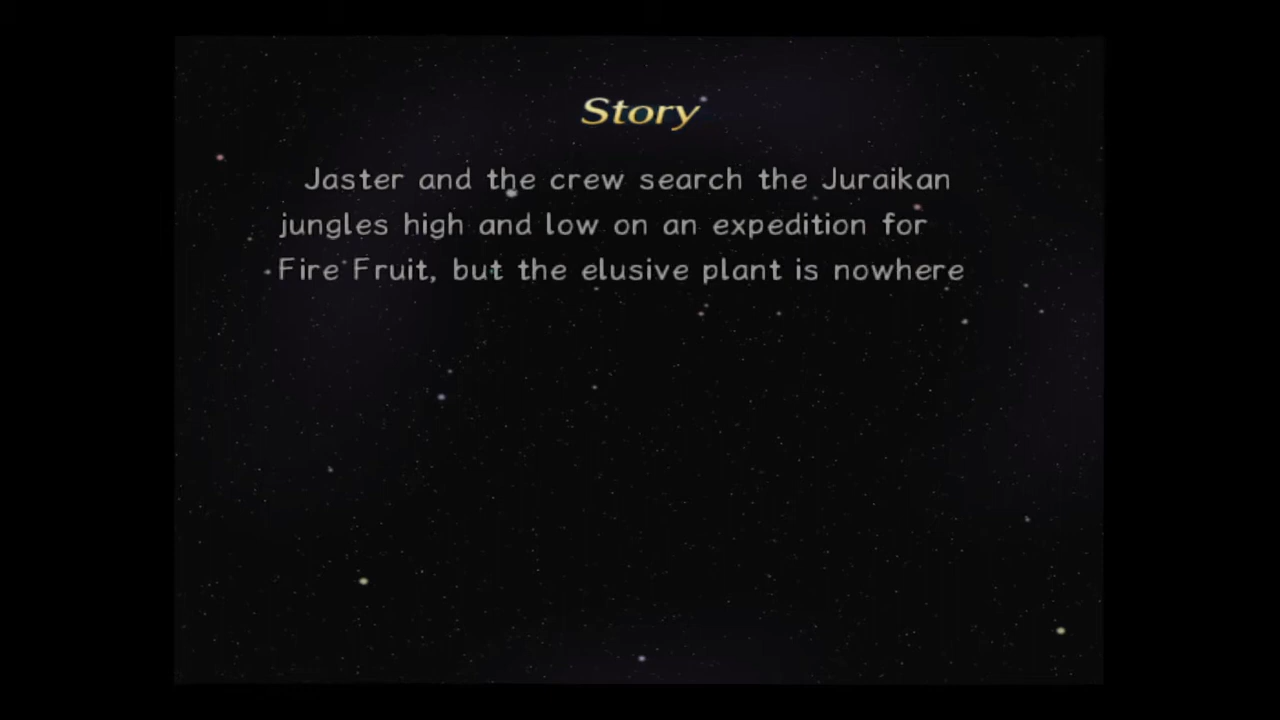 Story
Jaster and the crew search the Juraikan
jungles high and low on an expedition for
Fire Fruit, but the elusive plant is nowhere